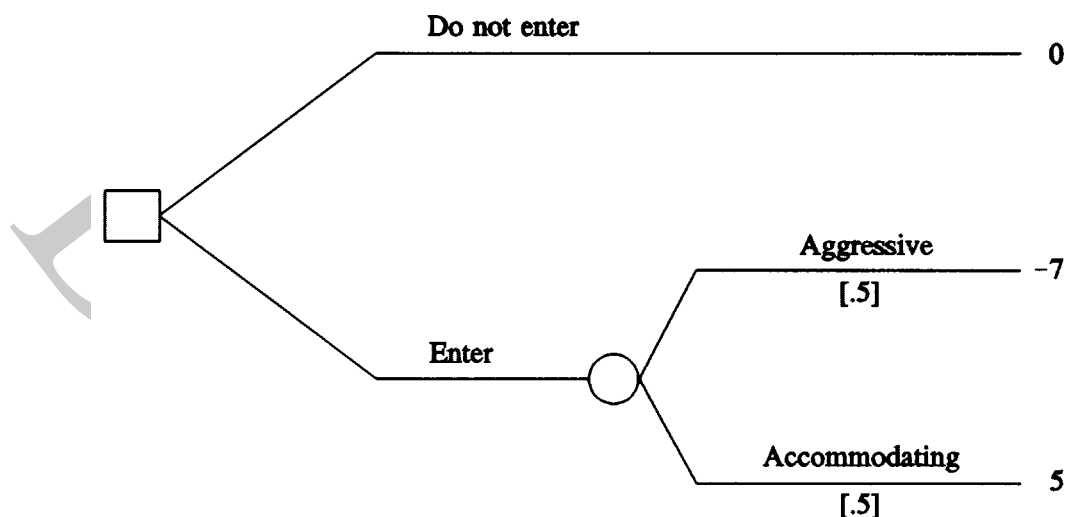 Do not enter
0
Aggressive
-7
[.5]
Enter
Accommodating
5
[.5]